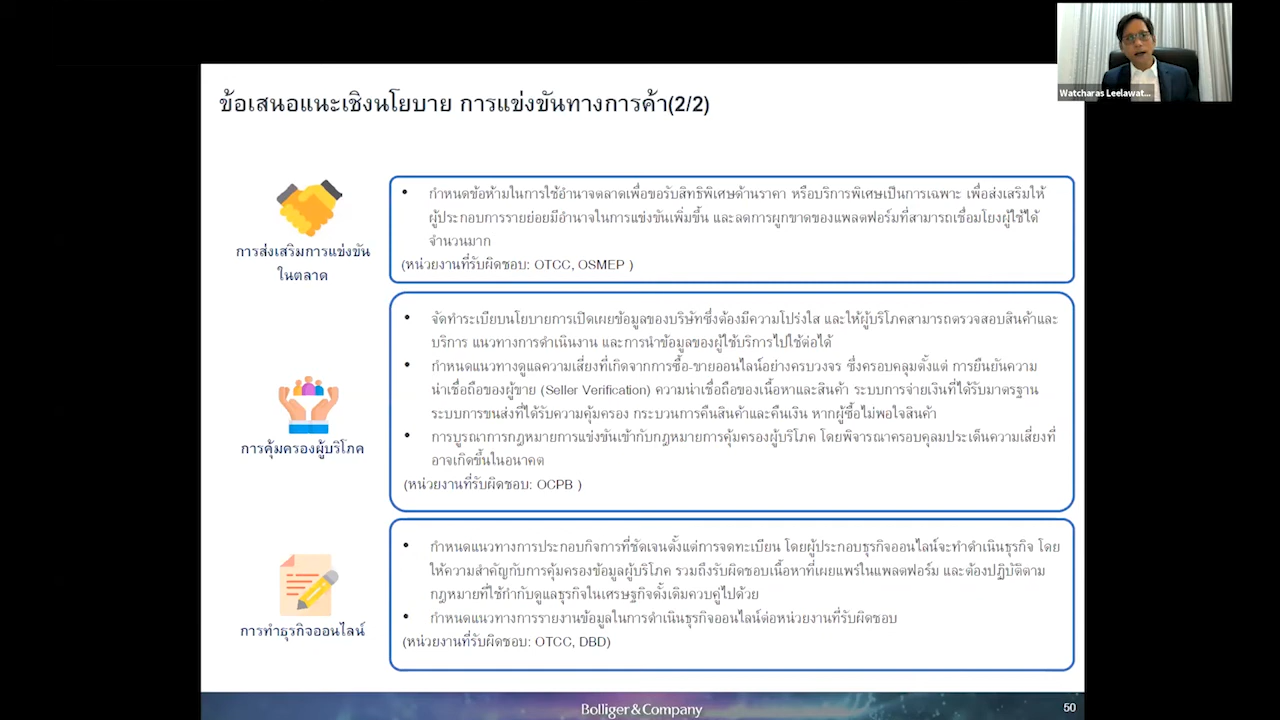 Watcharas Leelawat...
ข้อเสนอแนะเชิงนโยบาย การแข่งขันทางการค้า(2/2)
การส่งเสริมการแข่งขัน
ในตลาด
• กำหนดข้อห้ามในการใช้อำนาจตลาดเพื่อขอรับสิทธิพิเศษด้านราคา หรือบริการพิเศษเป็นการเฉพาะ เพื่อส่งเสริมให้
ผู้ประกอบการรายย่อยมีอำนาจในการแข่งขันเพิ่มขึ้น และลดการผูกขาดของแพลตฟอร์มที่สามารถเชื่อมโยงผู้ใช้ได้
จำนวนมาก
(หน่วยงานที่รับผิดชอบ: OTCC, OSMEP )
การคุ้มครองผู้บริโภค
• จัดทำระเบียบนโยบายการเปิดเผยข้อมูลของบริษัทซึ่งต้องมีความโปร่งใส และให้ผู้บริโภคสามารถตรวจสอบสินค้าและ
บริการ แนวทางการดำเนินงาน และการนำข้อมูลของผู้ใช้บริการไปใช้ต่อได้
• กำหนดแนวทางดูแลความเสี่ยงที่เกิดจากการซื้อ-ขายออนไลน์อย่างครบวงจร ซึ่งครอบคลุมตั้งแต่ การยืนยันความ
น่าเชื่อถือของผู้ขาย (Seller Verification) ความน่าเชื่อถือของเนื้อหาและสินค้า ระบบการจ่ายเงินที่ได้รับมาตรฐาน
ระบบการขนส่งที่ได้รับความคุ้มครอง กระบวนการคืนสินค้าและคืนเงิน หากผู้ซื้อไม่พอใจสินค้า
• การบูรณาการกฎหมายการแข่งขันเข้ากับกฎหมายการคุ้มครองผู้บริโภค โดยพิจารณาครอบคุลมประเด็นความเสี่ยงที่
อาจเกิดขึ้นในอนาคต
(หน่วยงานที่รับผิดชอบ: OCPB )
การทำธุรกิจออนไลน์
• กำหนดแนวทางการประกอบกิจการที่ชัดเจนตั้งแต่การจดทะเบียน โดยผู้ประกอบธุรกิจออนไลน์จะทำดำเนินธุรกิจ โดย
ให้ความสำคัญกับการคุ้มครองข้อมูลผู้บริโภค รวมถึงรับผิดชอบเนื้อหาที่เผยแพร่ในแพลตฟอร์ม และต้องปฏิบัติตาม
กฎหมายที่ใช้กำกับดูแลธุรกิจในเศรษฐกิจดั้งเดิมควบคู่ไปด้วย
• กำหนดแนวทางการรายงานข้อมูลในการดำเนินธุรกิจออนไลน์ต่อหน่วยงานที่รับผิดชอบ
(หน่วยงานที่รับผิดชอบ: OTCC, DBD)
Bolliger & Company
50